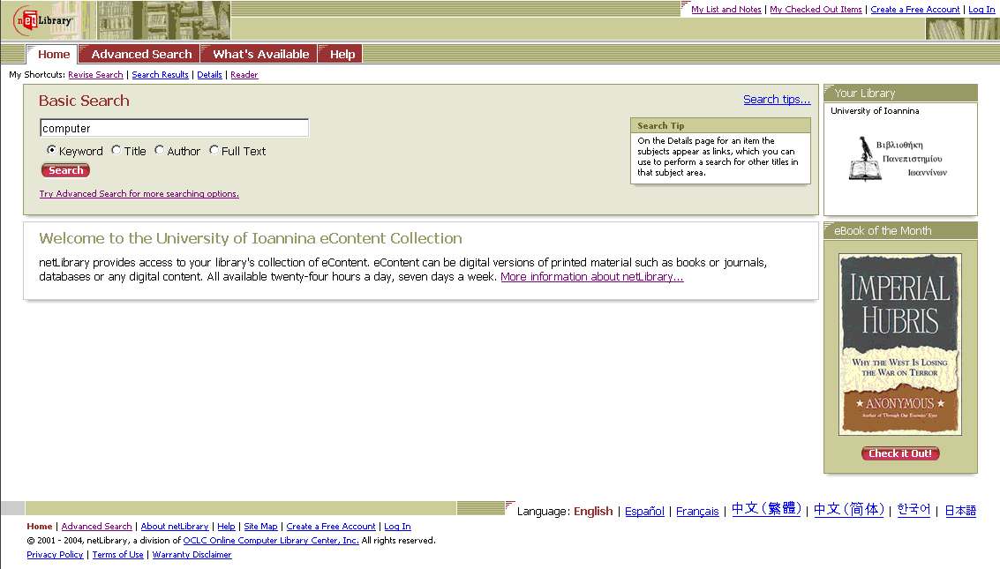 netLibrary
My List and Notes | My Checked Out Items | Create a Free Account | Log In
Home Advanced Search What's Available Help
My Shortcuts: Revise Search | Search Results | Details | Reader
Basic Search
Search tips...
computer
Keyword Title Author Full Text
Search
Try Advanced Search for more searching options.
Search Tip
On the Details page for an item the
subjects appear as links, which you can
use to perform a search for other titles in
that subject area.
Your Library
University of Ioannina
Βιβλιοθήκη
Πανεπιστημίου
Ιωαννίνων
Welcome to the University of Ioannina eContent Collection
netLibrary provides access to your library's collection of eContent. eContent can be digital versions of printed material such as books or journals,
databases or any digital content. All available twenty-four hours a day, seven days a week. More information about netLibrary...
eBook of the Month
IMPERIAL
HUBRIS
WHY THE WEST IS LOSING
THE WAR ON TERROR
★ ANONYMOUS ★
Author of 'Through Our Enemies' Eyes'
Check it Out!
Language: English | Español | Français | 中文 (繁體) | 中文 (简体) | 한국어 | 日本語
Home | Advanced Search | About netLibrary | Help | Site Map | Create a Free Account | Log In
© 2001 - 2004, netLibrary, a division of OCLC Online Computer Library Center, Inc. All rights reserved.
Privacy Policy | Terms of Use | Warranty Disclaimer